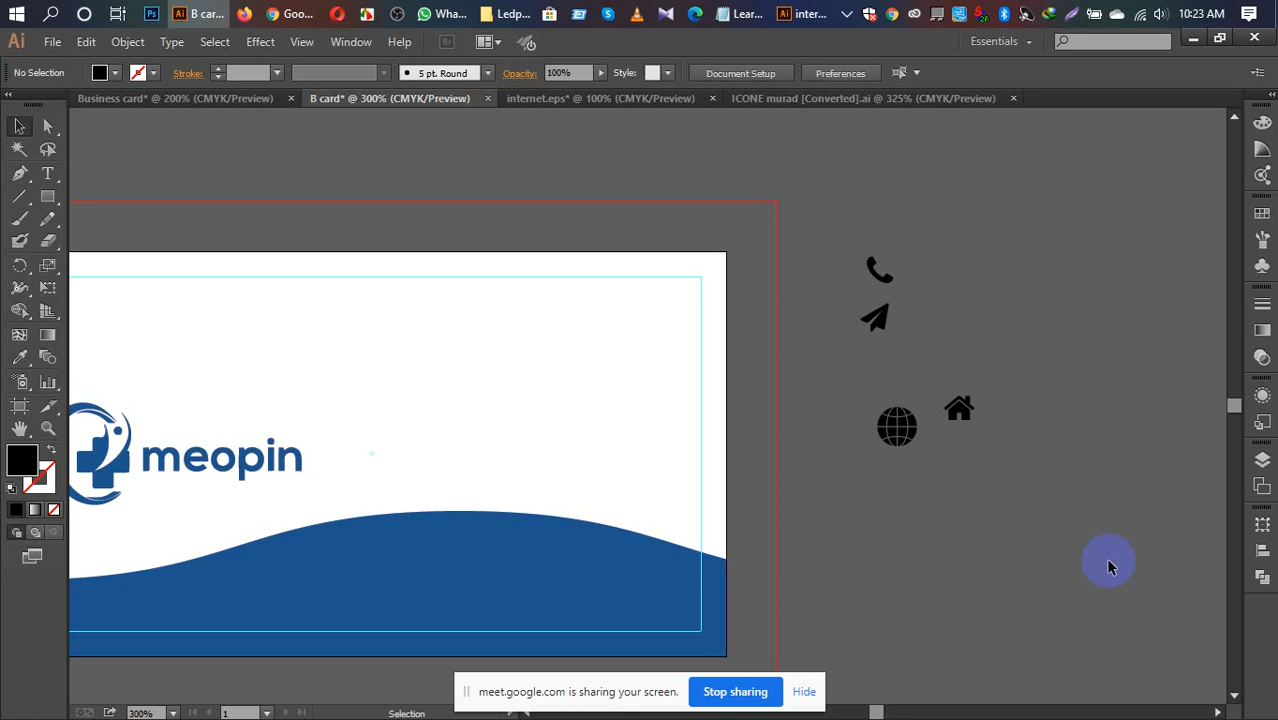 B car...
Goo...
Wha...
Ledp...
Lear...
inter...
10:23 AM
Ai
File
Edit
Object
Type
Select
Effect
View
Window
Help
Br
Essentials
No Selection
Stroke:
5 pt. Round
Opacity:
100%
Style:
Document Setup
Preferences
Business card* @ 200% (CMYK/Preview)
B card* @ 300% (CMYK/Preview)
internet.eps* @ 100% (CMYK/Preview)
ICONE murad [Converted].ai @ 325% (CMYK/Preview)
meopin
meet.google.com is sharing your screen.
Stop sharing
Hide
300%
1
Selection